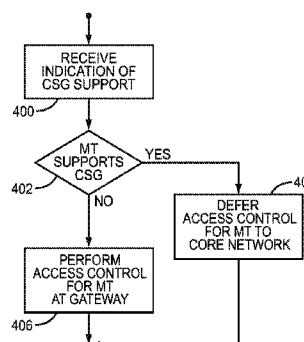 RECEIVE
INDICATION OF
CSG SUPPORT
400
MT
SUPPORTS
CSG
402
YES
NO
DEFER
ACCESS CONTROL
FOR MT TO
CORE NETWORK
PERFORM
ACCESS CONTROL
FOR MT
AT GATEWAY
406